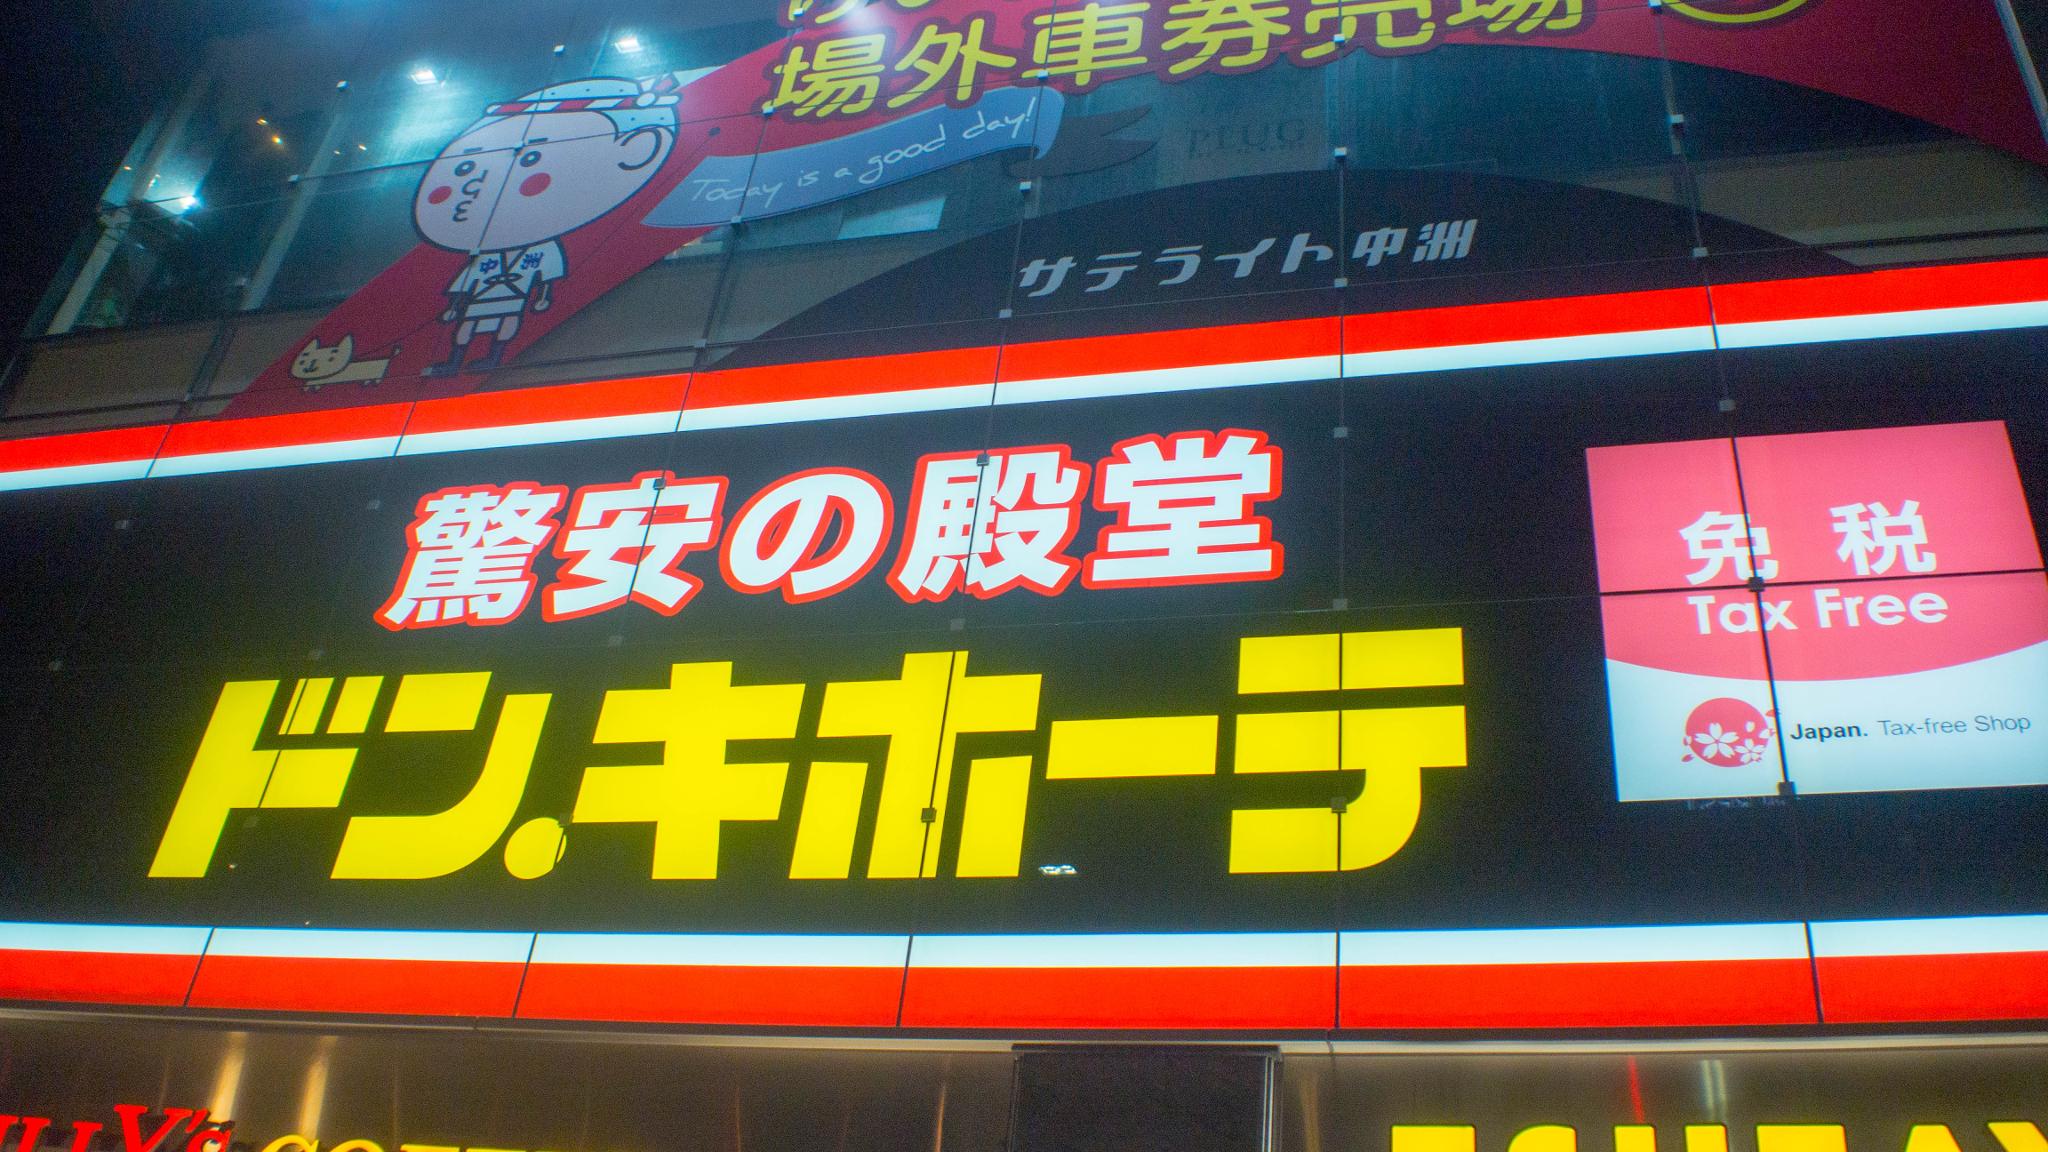 場外車券売場
Today is a good day!
PLUG
サテライト中洲
驚安の殿堂
ドン.キホーテ
免税
Tax Free
Japan. Tax-free Shop